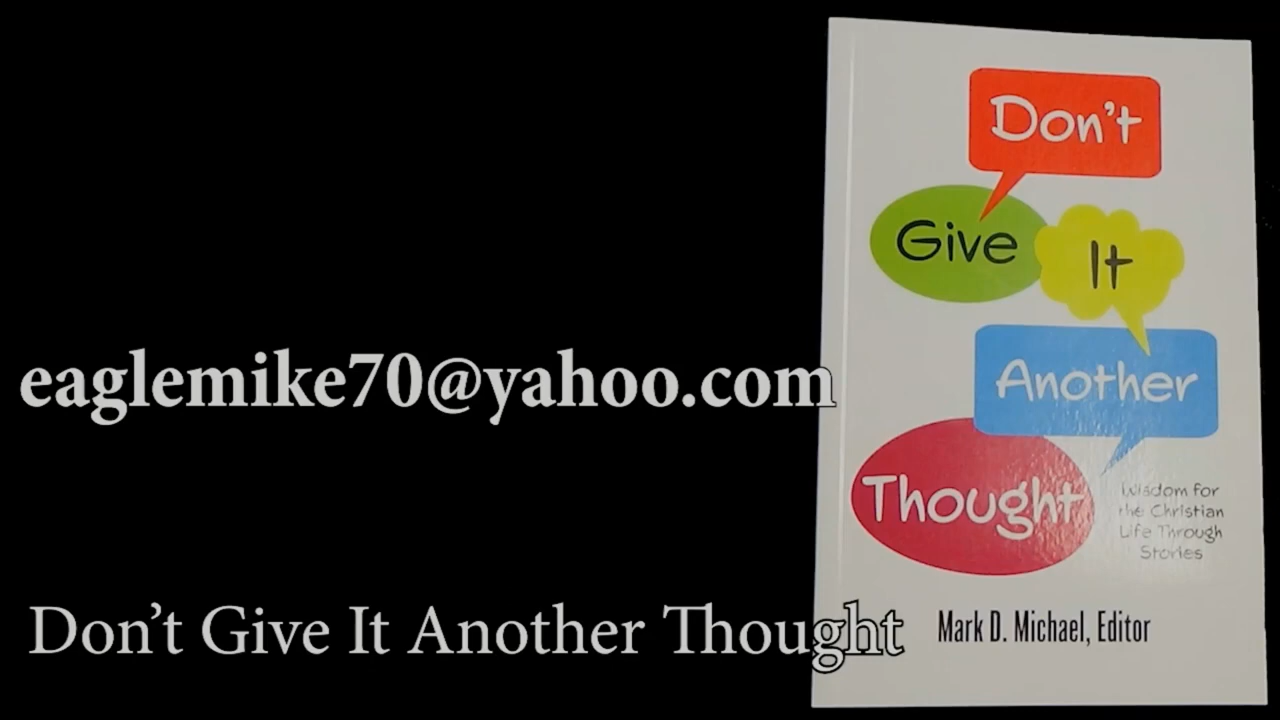 eaglemike70@yahoo.com
Don't Give It Another Thought
Don't
Give It
Another
Thought
Wisdom for
the Christian
Life Through
Stories
Mark D. Michael, Editor